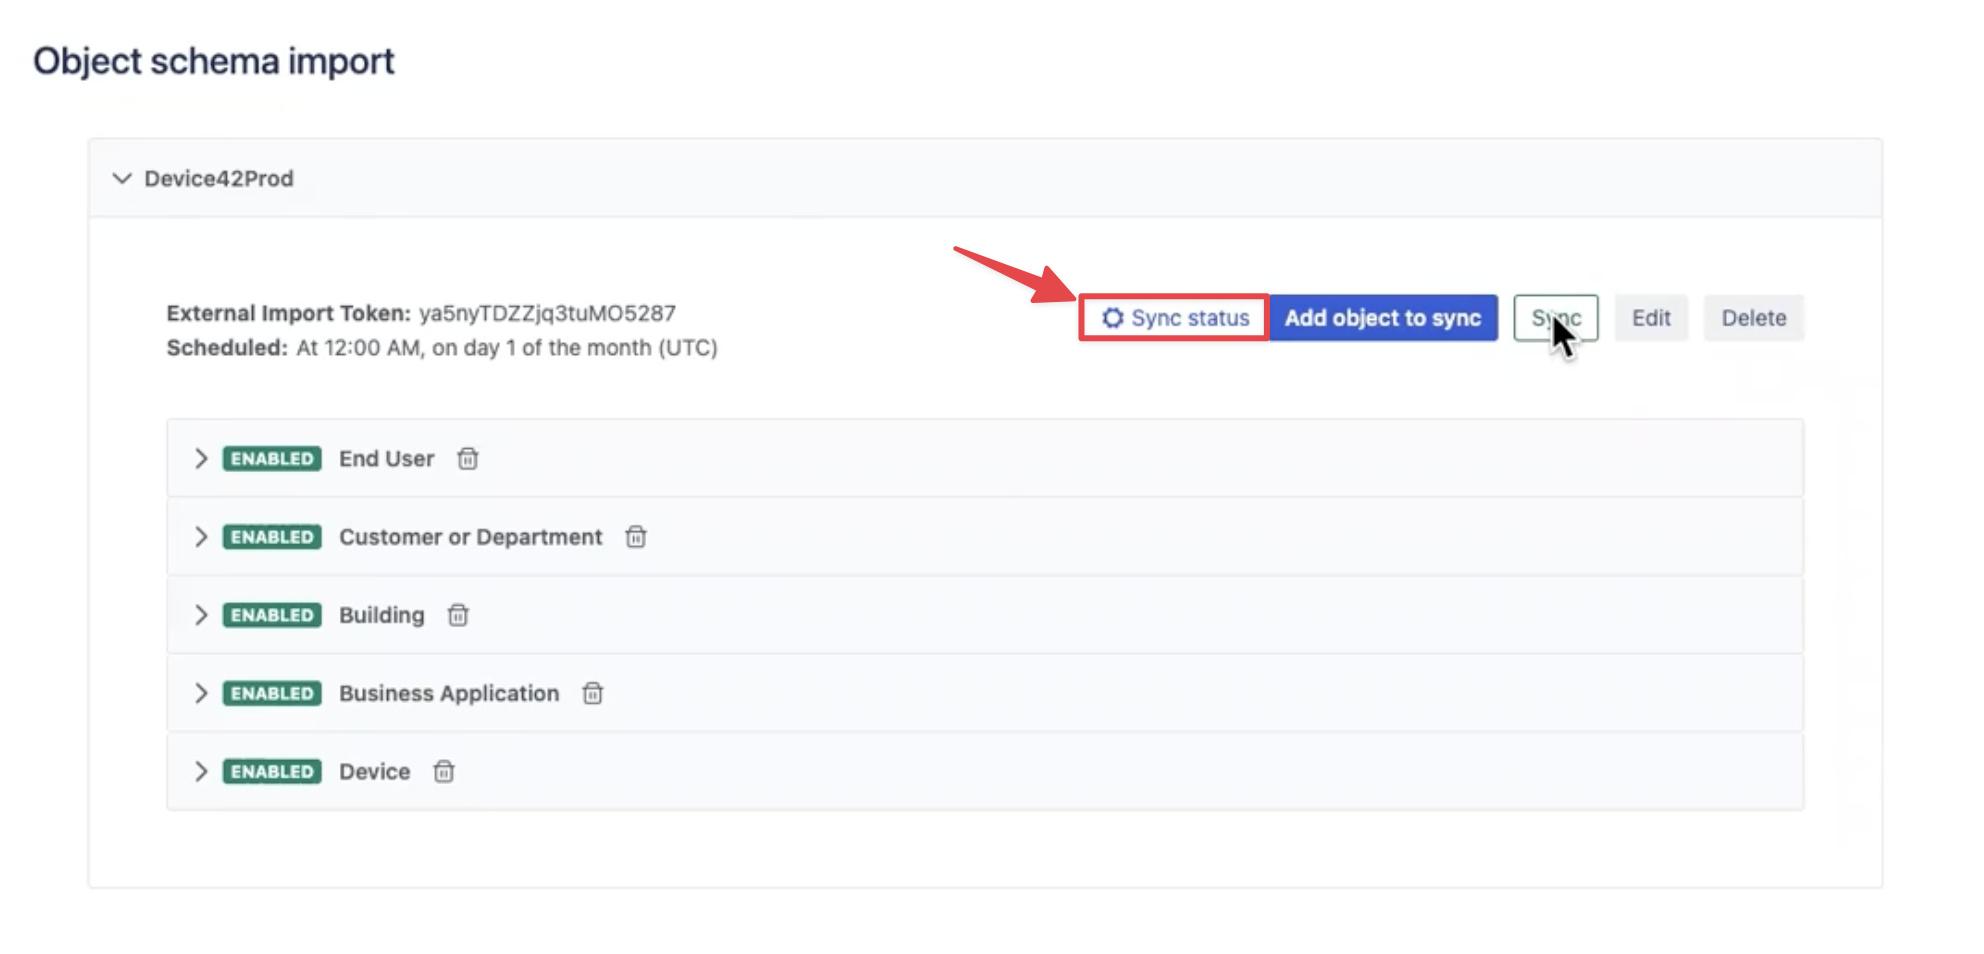 Object schema import
Device42Prod
External Import Token: ya5nyTDZZjq3tuMO5287
Scheduled: At 12:00 AM, on day 1 of the month (UTC)
Sync status
Add object to sync
Sync
Edit
Delete
ENABLED End User
ENABLED Customer or Department
ENABLED Building
ENABLED Business Application
ENABLED Device